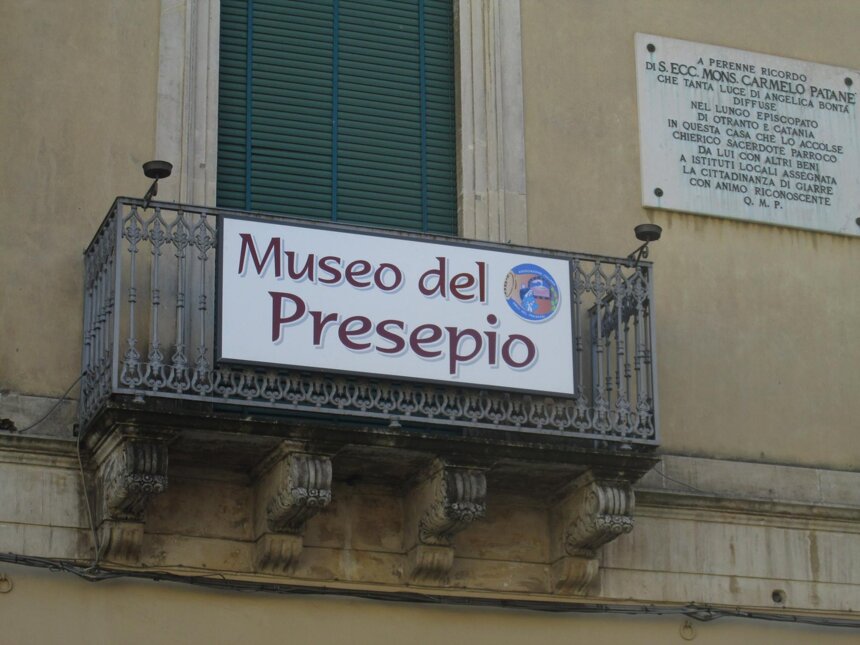 Museo del
Presepio
A PERENNE RICORDO
DI S. ECC. MONS. CARMELO PATANE'
CHE TANTA LUCE DI ANGELICA BONTÀ
DIFFUSE
NEL LUNGO EPISCOPATO
DI OTRANTO E CATANIA
IN QUESTA CASA CHE LO ACCOLSE
CHIERICO SACERDOTE PARROCO
DA LUI CON ALTRI BENI
A ISTITUTI LOCALI ASSEGNATA
LA CITTADINANZA DI GIARRE
CON ANIMO RICONOSCENTE
Q. M. P.